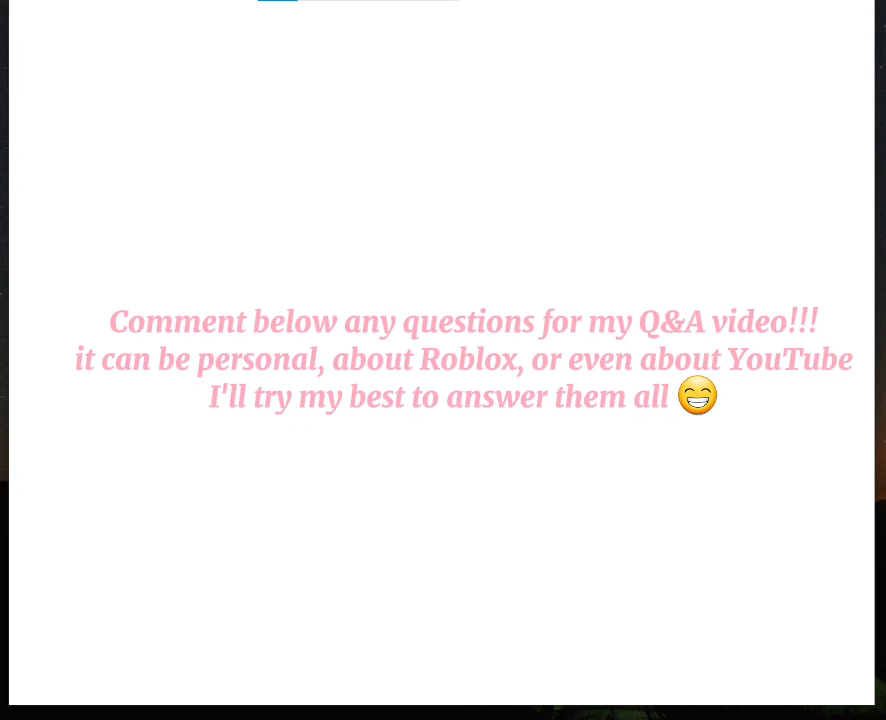 Comment below any questions for my Q&A video!!!
it can be personal, about Roblox, or even about YouTube
I'll try my best to answer them all 😁